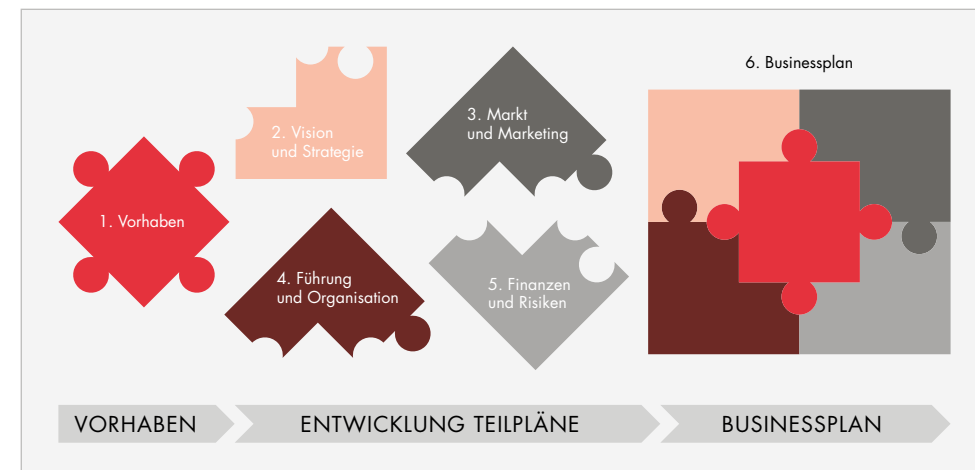 1. Vorhaben
2. Vision
und Strategie
3. Markt
und Marketing
4. Führung
und Organisation
5. Finanzen
und Risiken
6. Businessplan
VORHABEN
ENTWICKLUNG TEILPLÄNE
BUSINESSPLAN